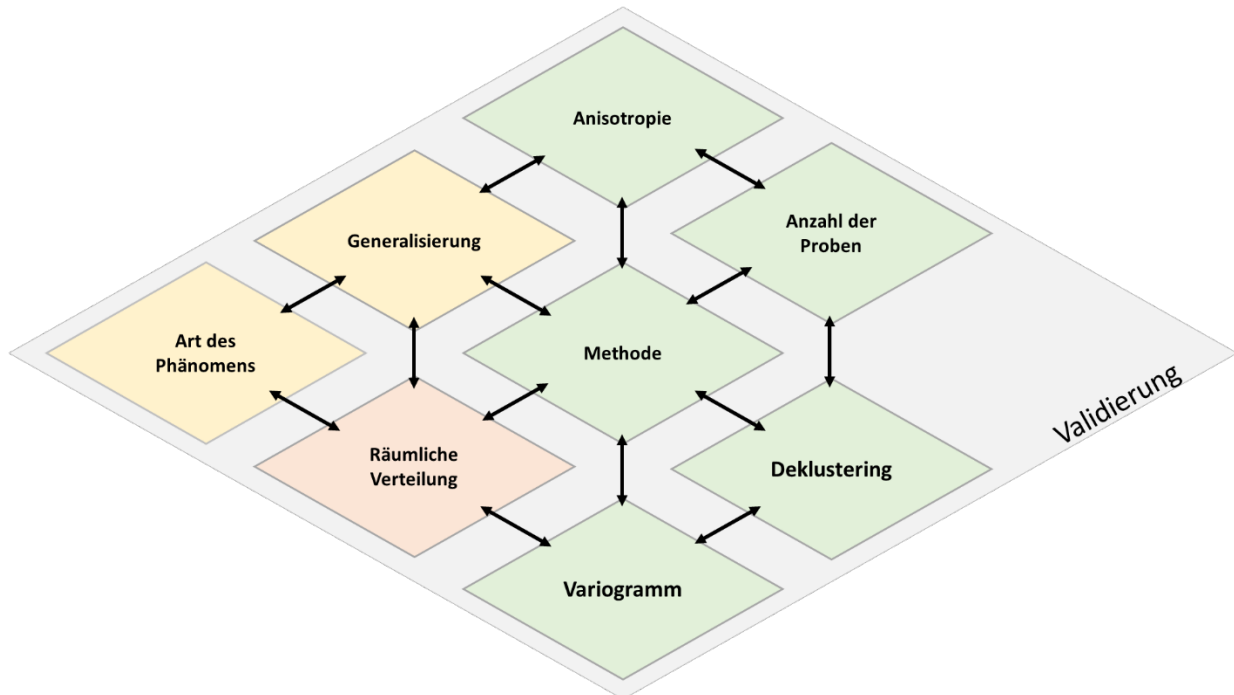 Anisotropie
Anzahl der
Proben
Generalisierung
Art des
Phänomens
Methode
Validierung
Räumliche
Verteilung
Deklustering
Variogramm